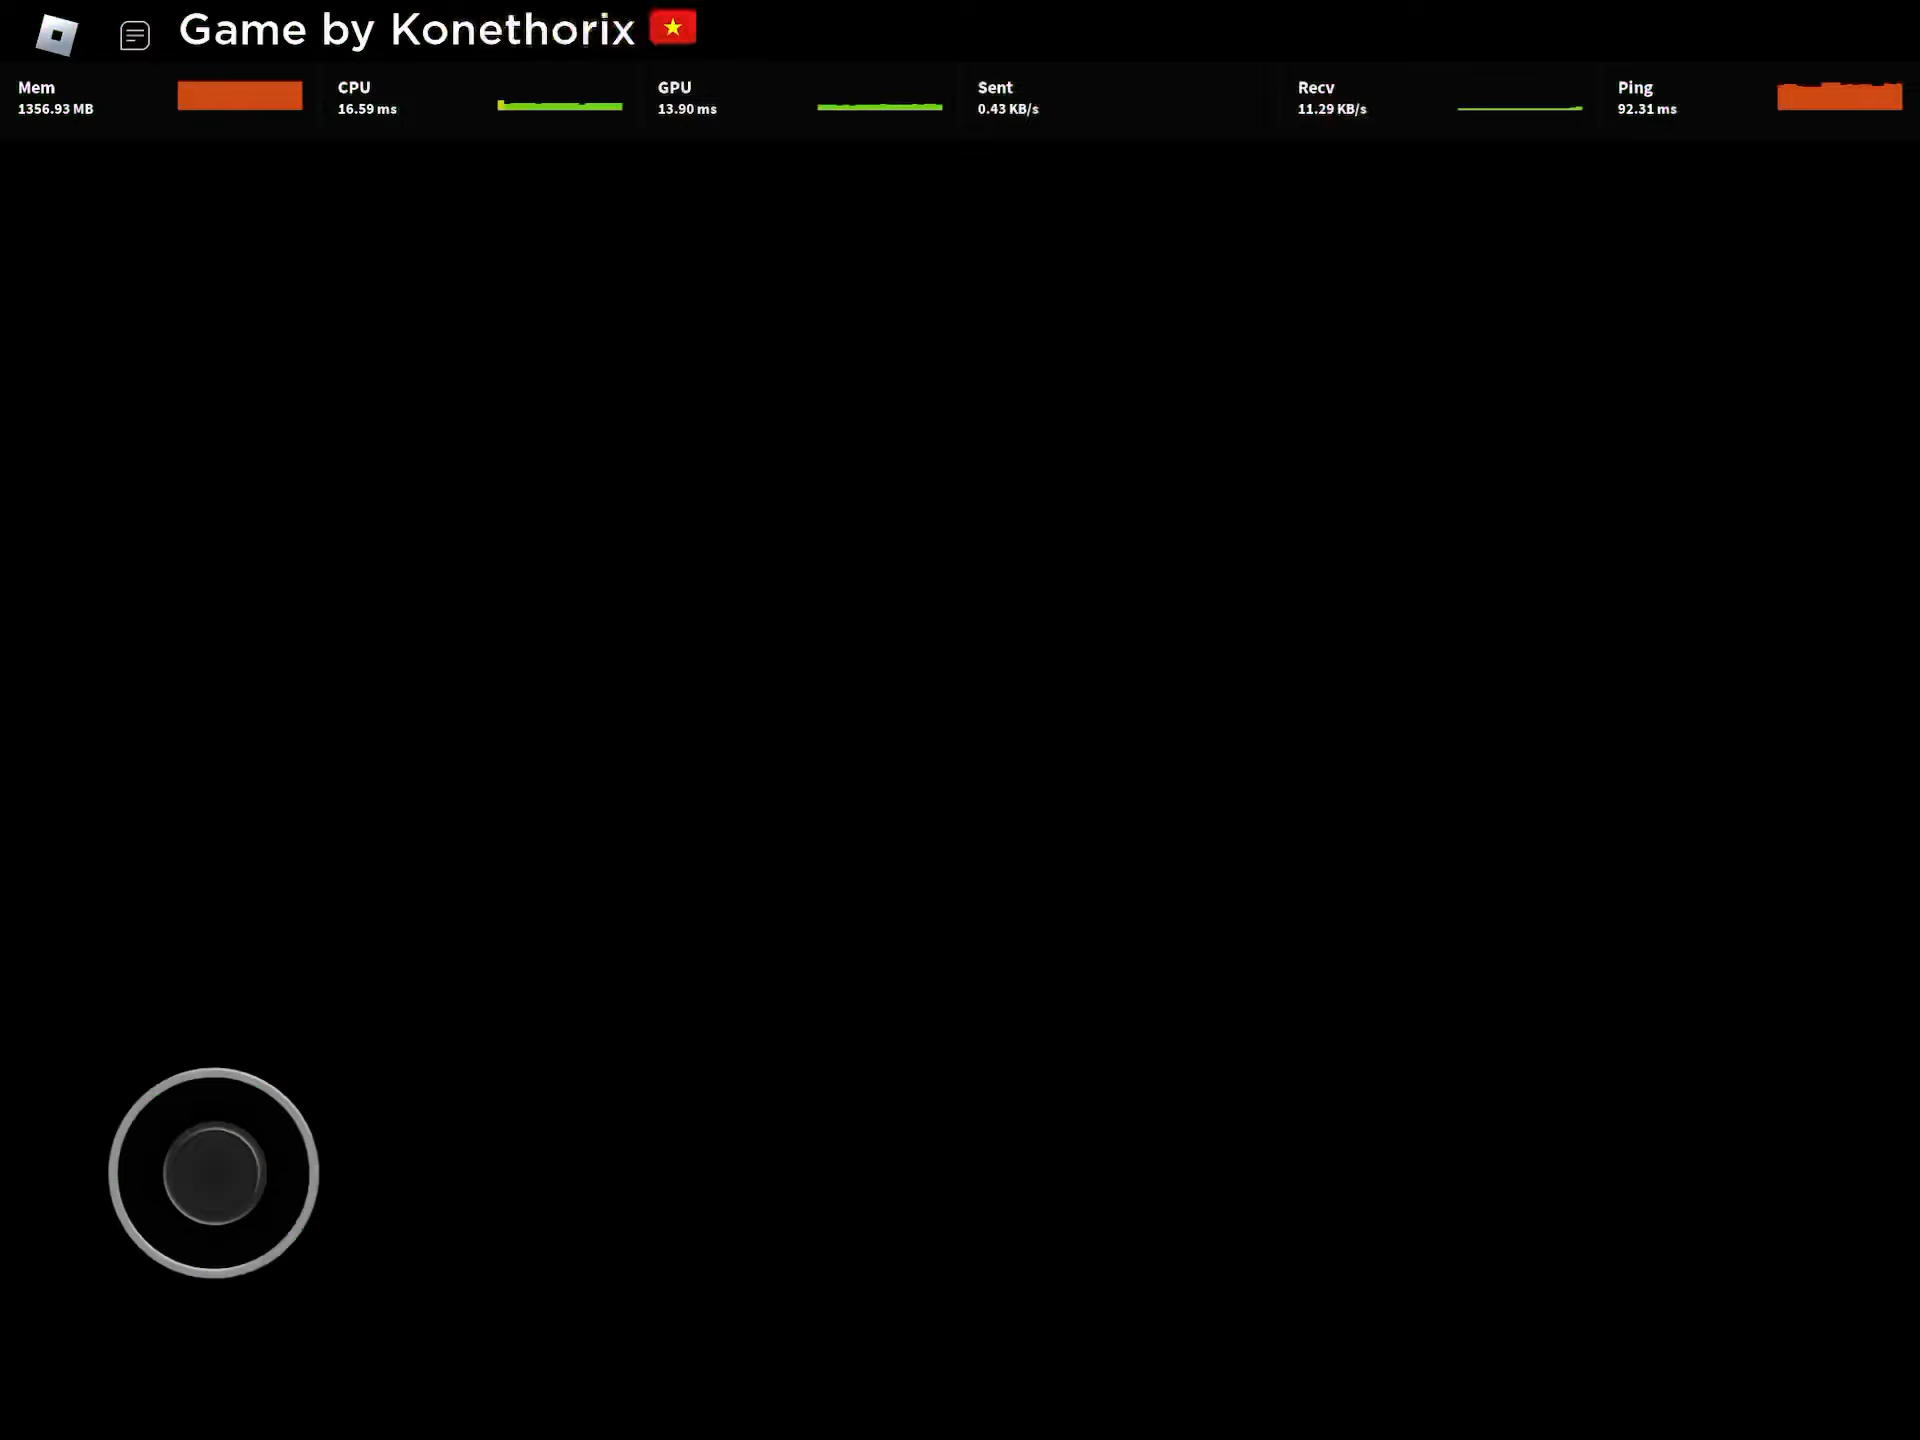 Game by Konethorix 🇻🇳
Mem
1356.93 MB
CPU
16.59 ms
GPU
13.90 ms
Sent
0.43 KB/s
Recv
11.29 KB/s
Ping
92.31 ms